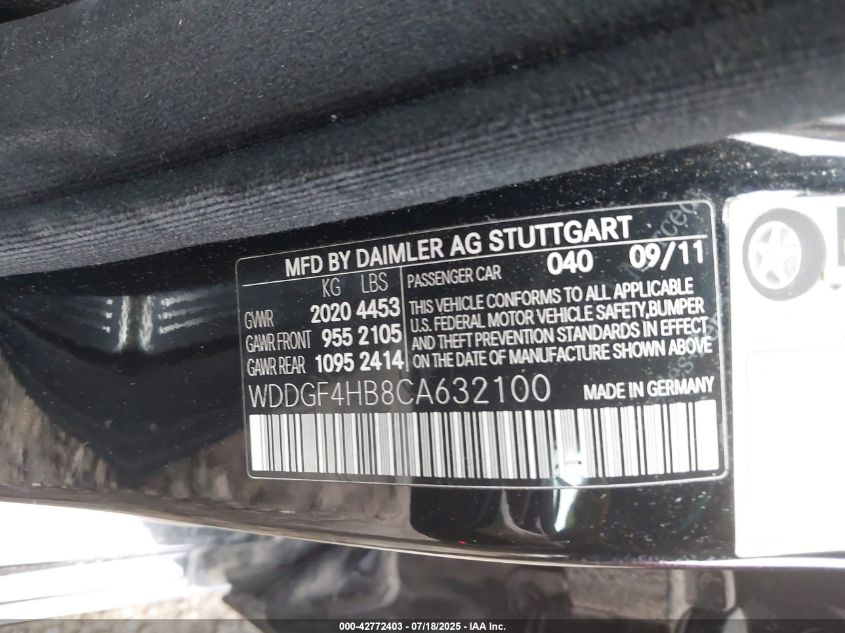 MFD BY DAIMLER AG STUTTGART
KG LBS
GVWR 2020 4453
GAWR FRONT 955 2105
GAWR REAR 1095 2414
PASSENGER CAR 040 09/11
THIS VEHICLE CONFORMS TO ALL APPLICABLE
U.S. FEDERAL MOTOR VEHICLE SAFETY,BUMPER
AND THEFT PREVENTION STANDARDS IN EFFECT
ON THE DATE OF MANUFACTURE SHOWN ABOVE
WDDGF4HB8CA632100
MADE IN GERMANY
000-42772403 - 07/18/2025 - IAA Inc.